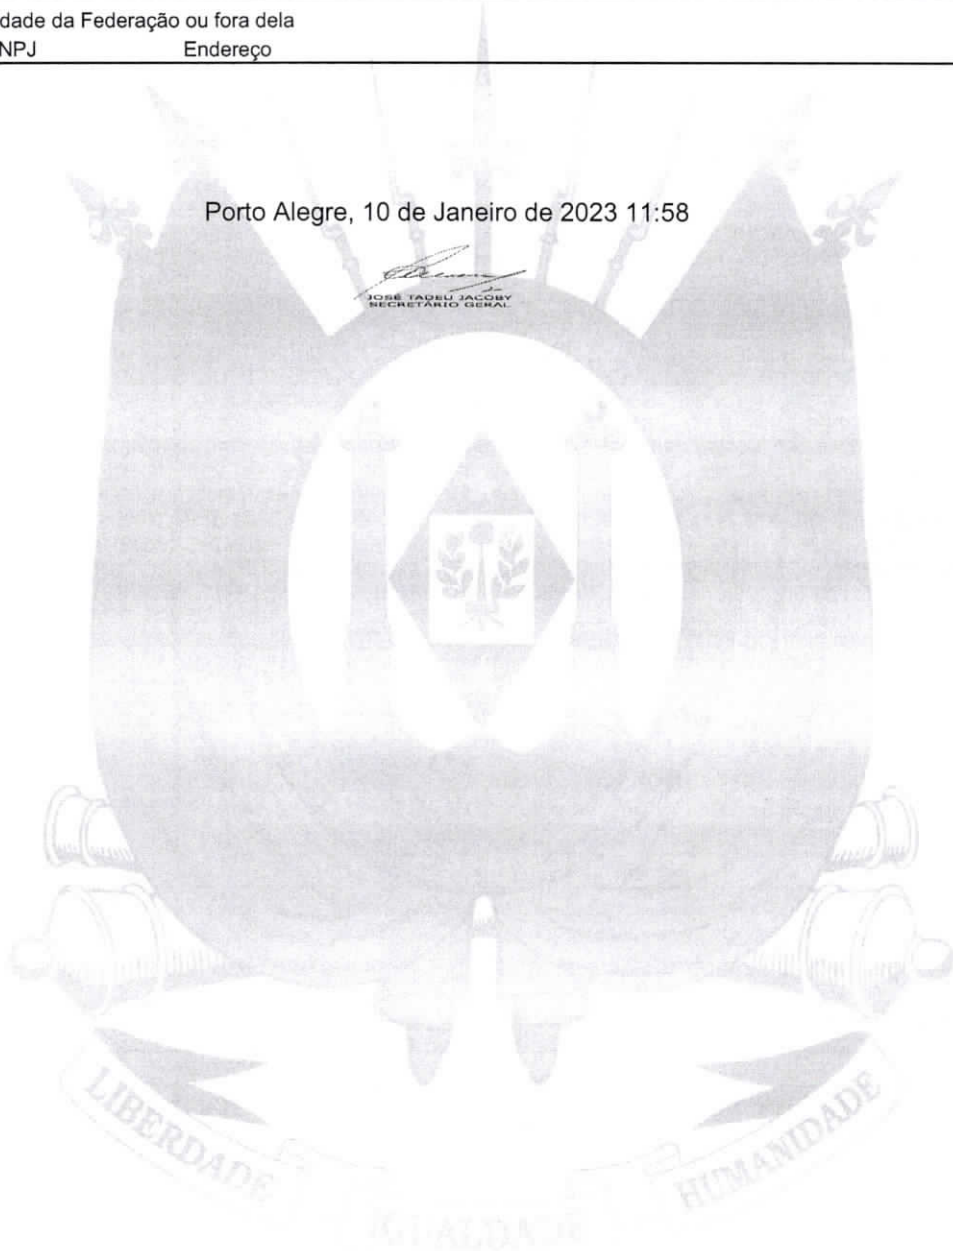 dade da Federação ou fora dela
NPJ Endereço
Porto Alegre, 10 de Janeiro de 2023 11:58
JOSÉ TADEU JACOBY
SECRETÁRIO GERAL
LIBERDADE
IGUALDADE
HUMANIDADE